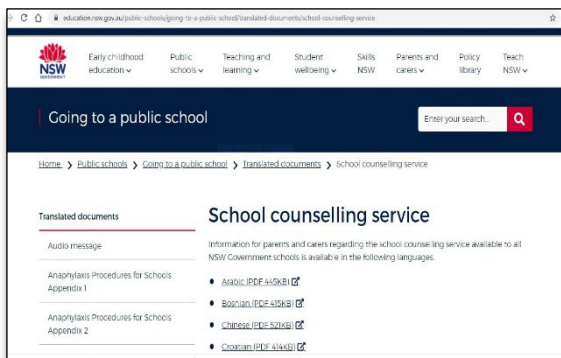 education.nsw.gov.au/public-schools/going-to-a-public-school/translated-documents/school-counselling-service
NSW
GOVERNMENT
Early childhood education
Public schools
Teaching and learning
Student wellbeing
Skills NSW
Parents and carers
Policy library
Teach NSW
Going to a public school
Enter your search..
Home > Public schools > Going to a public school > Translated documents > School counselling service
Translated documents
Audio message
Anaphylaxis Procedures for Schools
Appendix 1
Anaphylaxis Procedures for Schools
Appendix 2
School counselling service
Information for parents and carers regarding the school counselling service available to all
NSW Government schools is available in the following languages.
Arabic (PDF 445KB)
Bosnian (PDF 415KB)
Chinese (PDF 521KB)
Croatian (PDF 414KB)